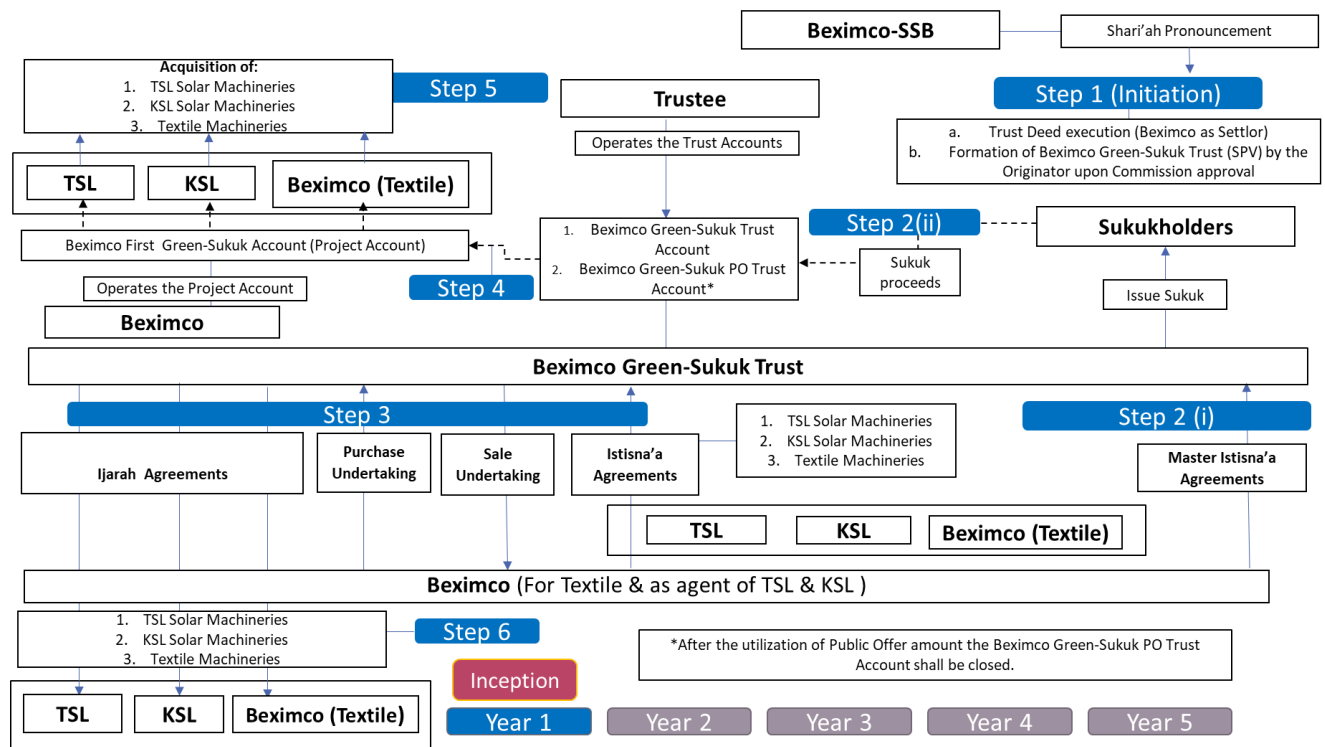 Beximco-SSB
Shari’ah Pronouncement
Acquisition of:
1. TSL Solar Machineries
2. KSL Solar Machineries
3. Textile Machineries
Step 5
Trustee
Step 1 (Initiation)
Operates the Trust Accounts
a. Trust Deed execution (Beximco as Settlor)
b. Formation of Beximco Green-Sukuk Trust (SPV) by the
Originator upon Commission approval
TSL
KSL
Beximco (Textile)
Beximco First Green-Sukuk Account (Project Account)
1. Beximco Green-Sukuk Trust
Account
2. Beximco Green-Sukuk PO Trust
Account*
Step 2(ii)
Sukuk
proceeds
Sukukholders
Step 4
Operates the Project Account
Issue Sukuk
Beximco
Beximco Green-Sukuk Trust
Step 3
Step 2 (i)
Ijarah Agreements
Purchase
Undertaking
Sale
Undertaking
Istisna’a
Agreements
1. TSL Solar Machineries
2. KSL Solar Machineries
3. Textile Machineries
Master Istisna’a
Agreements
TSL
KSL
Beximco (Textile)
Beximco (For Textile & as agent of TSL & KSL )
1. TSL Solar Machineries
2. KSL Solar Machineries
3. Textile Machineries
Step 6
*After the utilization of Public Offer amount the Beximco Green-Sukuk PO Trust
Account shall be closed.
Inception
TSL
KSL
Beximco (Textile)
Year 1
Year 2
Year 3
Year 4
Year 5